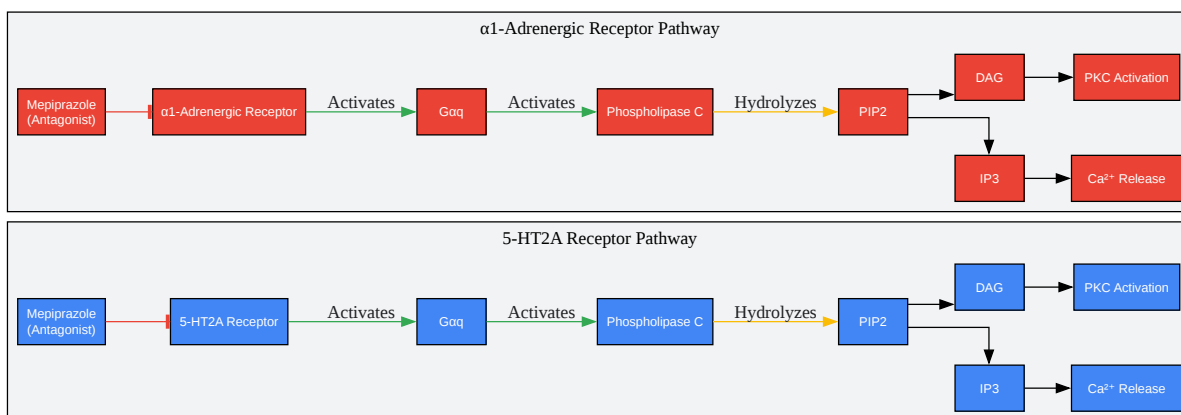 α1-Adrenergic Receptor Pathway
Mepiprazole
(Antagonist)
α1-Adrenergic Receptor
Activates
Gαq
Activates
Phospholipase C
Hydrolyzes
PIP2
DAG
PKC Activation
IP3
Ca²⁺ Release
5-HT2A Receptor Pathway
Mepiprazole
(Antagonist)
5-HT2A Receptor
Activates
Gαq
Activates
Phospholipase C
Hydrolyzes
PIP2
DAG
PKC Activation
IP3
Ca²⁺ Release